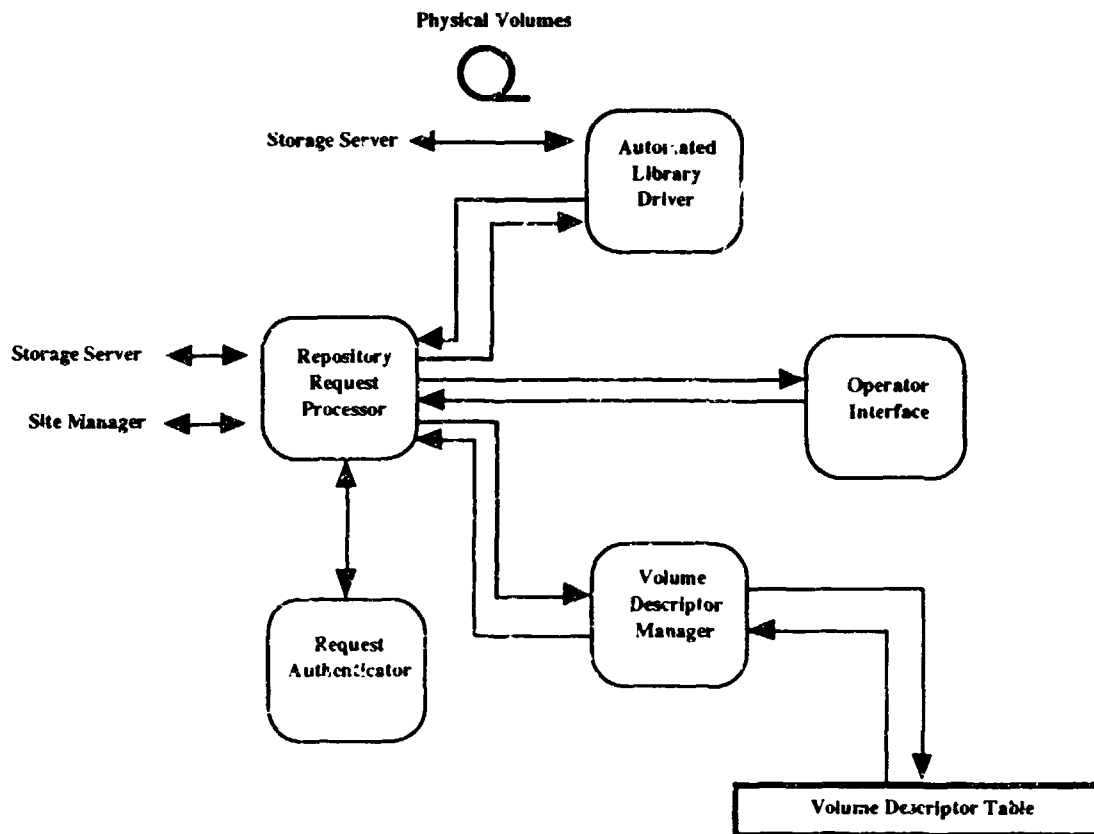 Physical Volumes
Storage Server
Automated
Library
Driver
Storage Server
Repository
Request
Processor
Operator
Interface
Site Manager
Volume
Descriptor
Manager
Request
Authenticator
Volume Descriptor Table